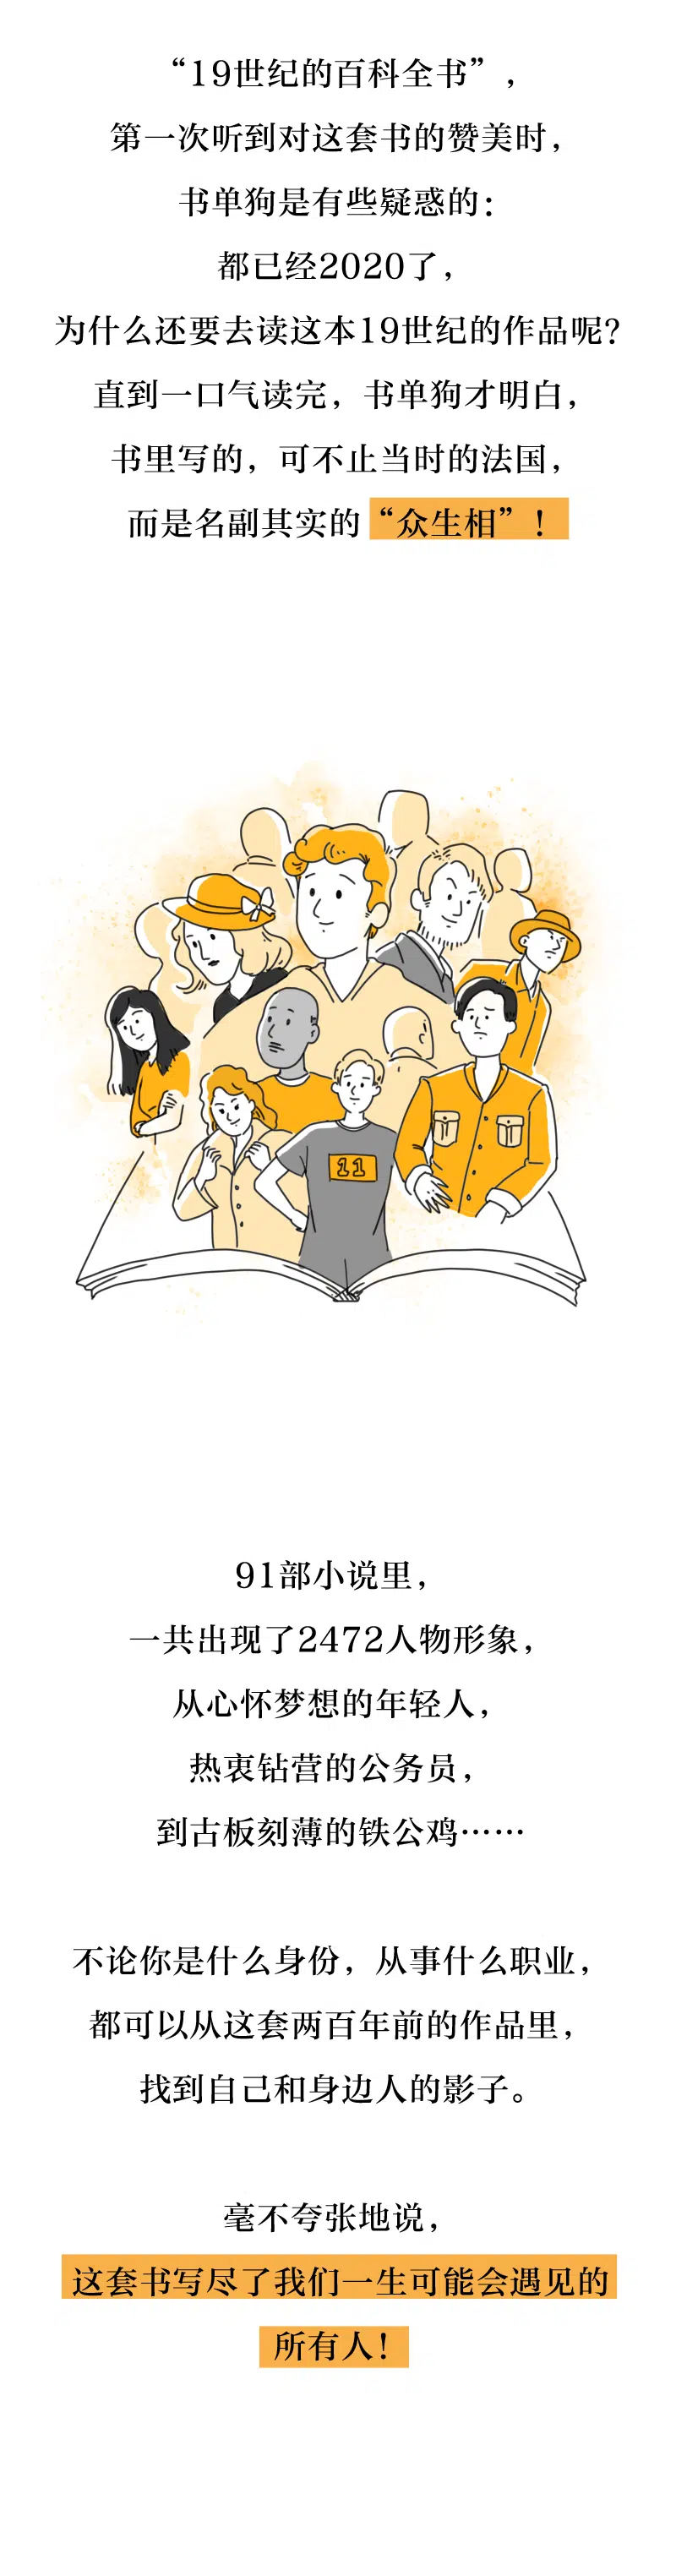 “19世纪的百科全书”，
第一次听到对这套书的赞美时，
书单狗是有些疑惑的：
都已经2020了，
为什么还要去读这本19世纪的作品呢？
直到一口气读完，书单狗才明白，
书里写的，可不止当时的法国，
而是名副其实的“众生相”！
11
91部小说里，
一共出现了2472人物形象，
从心怀梦想的年轻人，
热衷钻营的公务员，
到古板刻薄的铁公鸡……
不论你是什么身份，从事什么职业，
都可以从这套两百年前的作品里，
找到自己和身边人的影子。
毫不夸张地说，
这套书写尽了我们一生可能会遇见的
所有人！